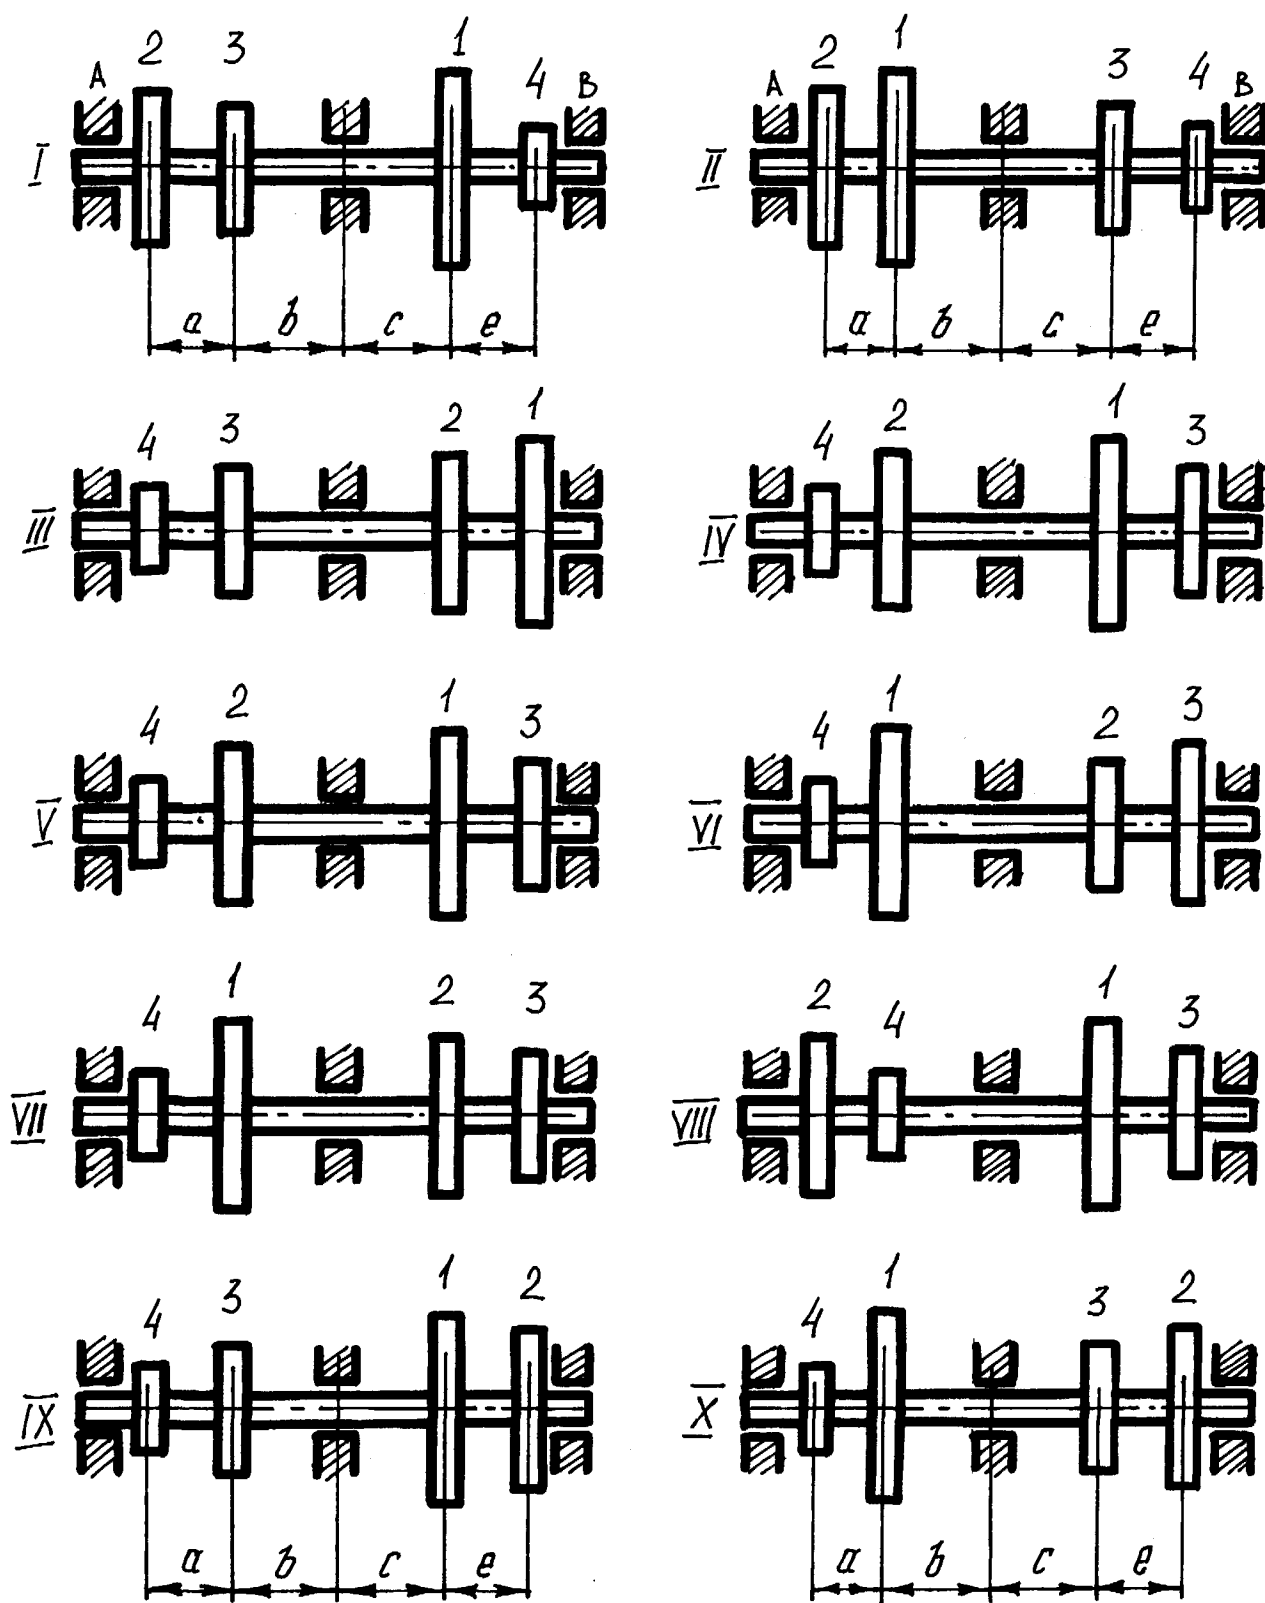 2 3 1
A 4 B
I
a b c e
2 1 3 4
A B
II
a b c e
4 3 2 1
III
4 2 1 3
IV
4 2 1 3
V
4 1 2 3
VI
4 1 2 3
VII
2 4 1 3
VIII
4 3 1 2
IX
a b c e
4 1 3 2
X
a b c e